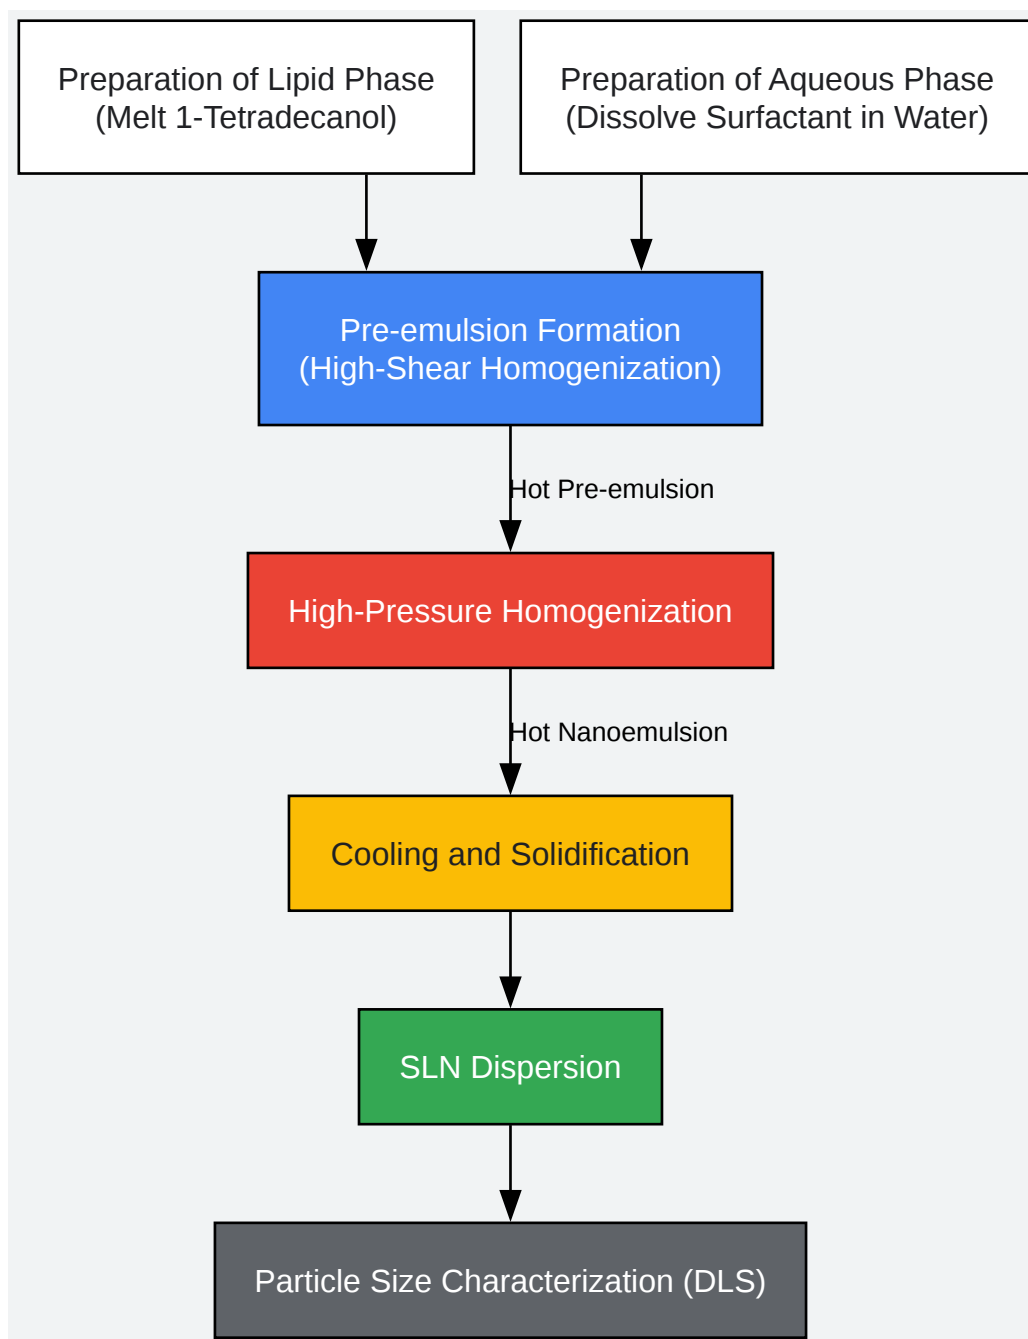 Preparation of Lipid Phase
(Melt 1-Tetradecanol)
Preparation of Aqueous Phase
(Dissolve Surfactant in Water)
Pre-emulsion Formation
(High-Shear Homogenization)
Hot Pre-emulsion
High-Pressure Homogenization
Hot Nanoemulsion
Cooling and Solidification
SLN Dispersion
Particle Size Characterization (DLS)